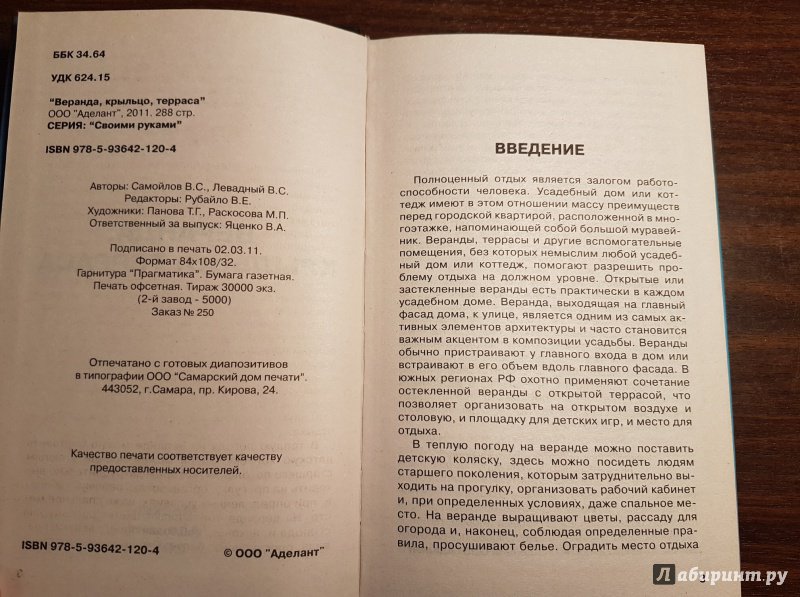 ББК 34.64
УДК 624.15
"Веранда, крыльцо, терраса"
ООО "Аделант", 2011. 288 стр.
СЕРИЯ: "Своими руками"
ISBN 978-5-93642-120-4
Авторы: Самойлов В.С., Левадный В.С.
Редакторы: Рубайло В.Е.
Художники: Панова Т.Г., Раскосова М.П.
Ответственный за выпуск: Яценко В.А.
Подписано в печать 02.03.11.
Формат 84х108/32.
Гарнитура "Прагматика". Бумага газетная.
Печать офсетная. Тираж 30000 экз.
(2-й завод - 5000)
Заказ № 250
Отпечатано с готовых диапозитивов
в типографии ООО "Самарский дом печати".
443052, г.Самара, пр. Кирова, 24.
Качество печати соответствует качеству
предоставленных носителей.
ISBN 978-5-93642-120-4
© ООО "Аделант"
ВВЕДЕНИЕ
Полноценный отдых является залогом работо-
способности человека. Усадебный дом или кот-
тедж имеют в этом отношении массу преимуществ
перед городской квартирой, расположенной в мно-
гоэтажке, напоминающей собой большой муравей-
ник. Веранды, террасы и другие вспомогательные
помещения, без которых немыслим любой усадеб-
ный дом или коттедж, помогают разрешить про-
блему отдыха на должном уровне. Открытые или
застекленные веранды есть практически в каждом
усадебном доме. Веранда, выходящая на главный
фасад дома, к улице, является одним из самых ак-
тивных элементов архитектуры и часто становится
важным акцентом в композиции усадьбы. Веранды
обычно пристраивают у главного входа в дом или
встраивают в его объем вдоль главного фасада. В
южных регионах РФ охотно применяют сочетание
остекленной веранды с открытой террасой, что
позволяет организовать на открытом воздухе и
столовую, и площадку для детских игр, и место для
отдыха.
В теплую погоду на веранде можно поставить
детскую коляску, здесь можно посидеть людям
старшего поколения, которым затруднительно вы-
ходить на прогулку, организовать рабочий кабинет
и, при определенных условиях, даже спальное ме-
сто. На веранде выращивают цветы, рассаду для
огорода и, наконец, соблюдая определенные пра-
вила, просушивают белье. Оградить место отдыха
Лабиринт.ру